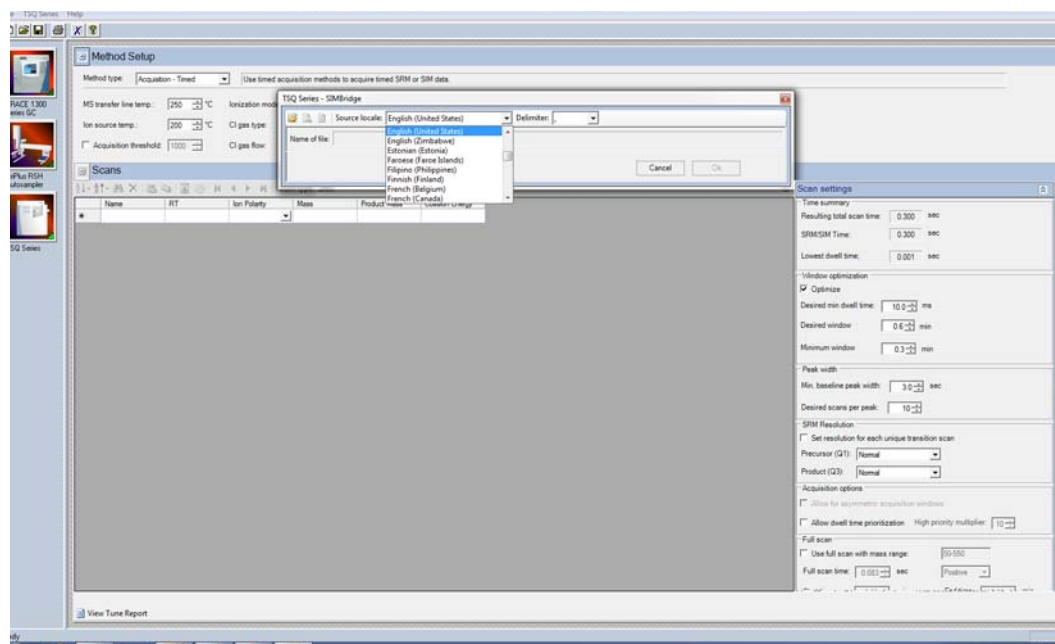 TSQ Series Help
Method Setup
Method type: Acquisition - Timed Use timed acquisition methods to acquire timed SRM or SIM data.
MS transfer line temp.: 250 °C Ionization mode
Ion source temp.: 200 °C CI gas type:
Acquisition threshold: 1000 CI gas flow:
TRACE 1300
Series GC
TriPlus RSH
Autosampler
TSQ Series
TSQ Series - SIMBridge
Source locale: English (United States) Delimiter: ,
Name of file:
English (United States)
English (Zimbabwe)
Estonian (Estonia)
Faroese (Faroe Islands)
Filipino (Philippines)
Finnish (Finland)
French (Belgium)
French (Canada)
Cancel Ok
Scans
Name RT Ion Polarity Mass Product Mass Collision Energy
Scan settings
Time summary
Resulting total scan time: 0.300 sec
SRM/SIM Time: 0.300 sec
Lowest dwell time: 0.001 sec
Window optimization
Optimize
Desired min dwell time: 10.0 ms
Desired window 0.6 min
Minimum window 0.3 min
Peak width
Min. baseline peak width: 3.0 sec
Desired scans per peak: 10
SRM Resolution
Set resolution for each unique transition scan
Precursor (Q1): Normal
Product (Q3): Normal
Acquisition options
Allow for asymmetric acquisition windows
Allow dwell time prioritization High priority multiplier: 10
Full scan
Use full scan with mass range: 50-550
Full scan time: 0.083 sec Positive
View Tune Report